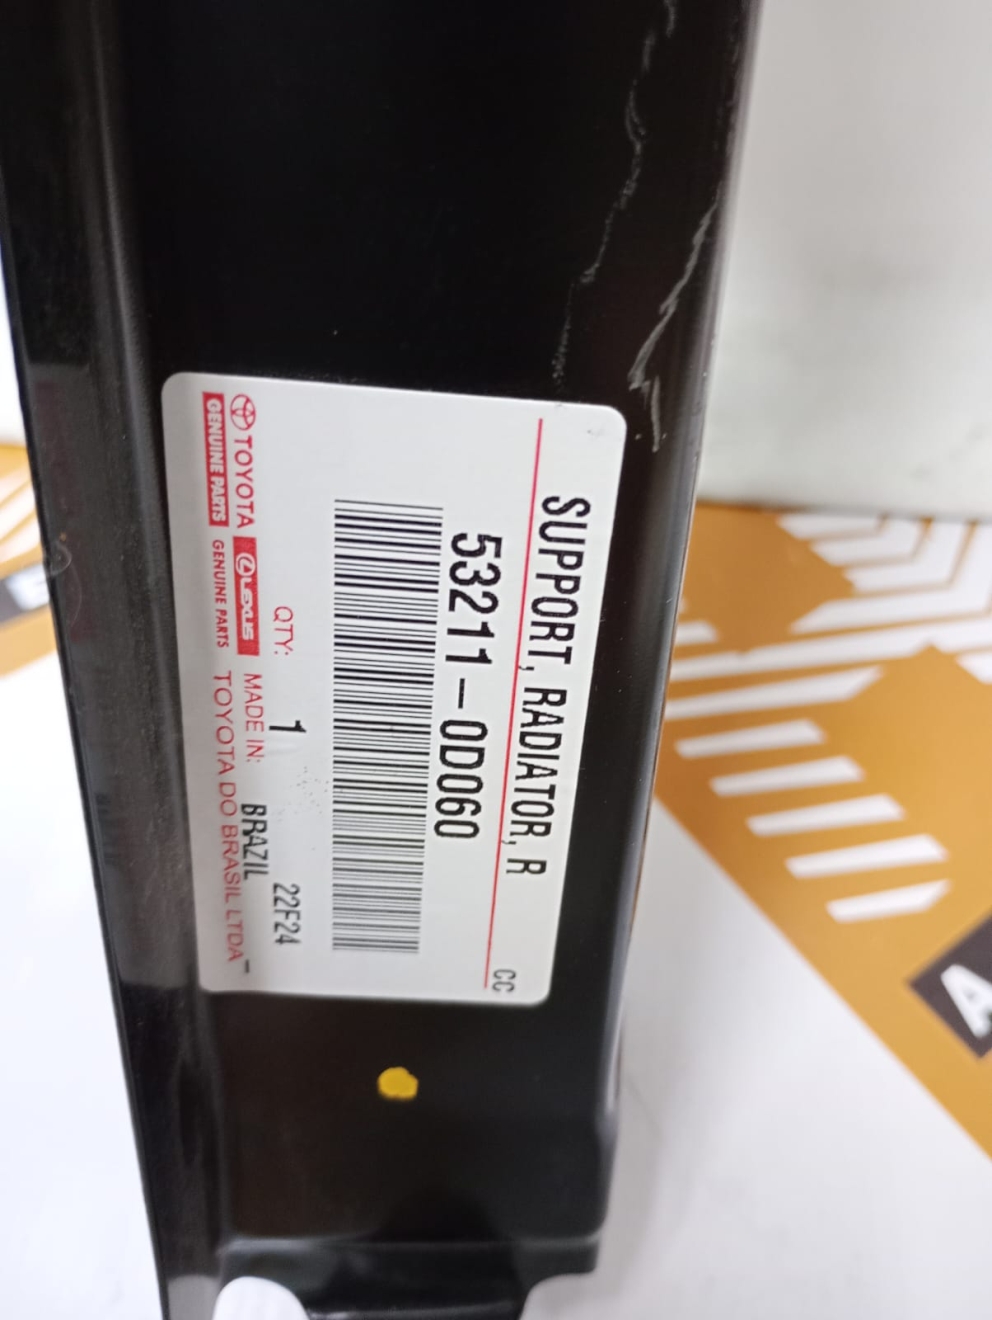 CC
SUPPORT, RADIATOR, R
53211-0D060
QTY: 1
22F24
TOYOTA LEXUS MADE IN: BRAZIL
GENUINE PARTS GENUINE PARTS TOYOTA DO BRASIL LTDA
A